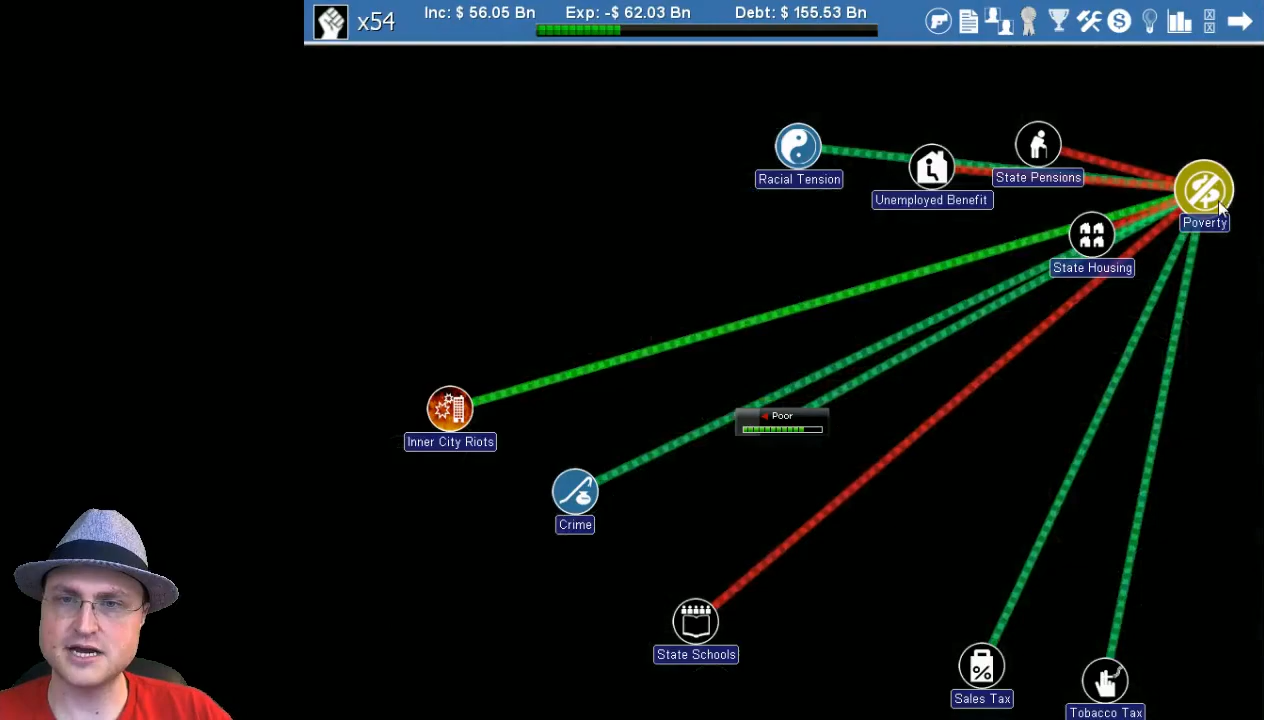 x54
Inc: $ 56.05 Bn
Exp: -$ 62.03 Bn
Debt: $ 155.53 Bn
Racial Tension
Unemployed Benefit
State Pensions
Poverty
State Housing
Poor
Inner City Riots
Crime
State Schools
Sales Tax
Tobacco Tax